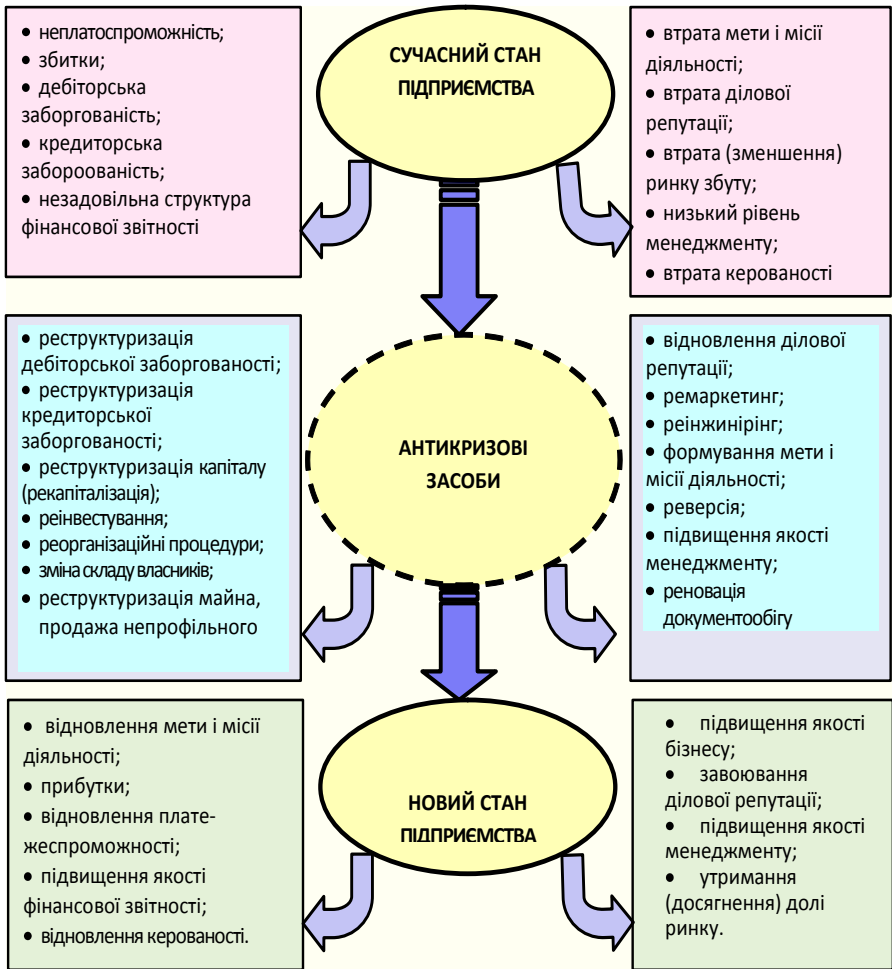 • неплатоспроможність;
• збитки;
• дебіторська
заборгованість;
• кредиторська
забороованість;
• незадовільна структура
фінансової звітності
СУЧАСНИЙ СТАН
ПІДПРИЄМСТВА
• втрата мети і місії
діяльності;
• втрата ділової
репутації;
• втрата (зменшення)
ринку збуту;
• низький рівень
менеджменту;
• втрата керованості
• реструктуризація
дебіторської заборгованості;
• реструктуризація
кредиторської
заборгованості;
• реструктуризація капіталу
(рекапіталізація);
• реінвестування;
• реорганізаційні процедури;
• зміна складу власників;
• реструктуризація майна,
продажа непрофільного
АНТИКРИЗОВІ
ЗАСОБИ
• відновлення ділової
репутації;
• ремаркетинг;
• реінжинірінг;
• формування мети і
місії діяльності;
• реверсія;
• підвищення якості
менеджменту;
• реновація
документообігу
• відновлення мети і місії
діяльності;
• прибутки;
• відновлення плате-
жеспроможності;
• підвищення якості
фінансової звітності;
• відновлення керованості.
НОВИЙ СТАН
ПІДПРИЄМСТВА
• підвищення якості
бізнесу;
• завоювання
ділової репутації;
• підвищення якості
менеджменту;
• утримання
(досягнення) долі
ринку.